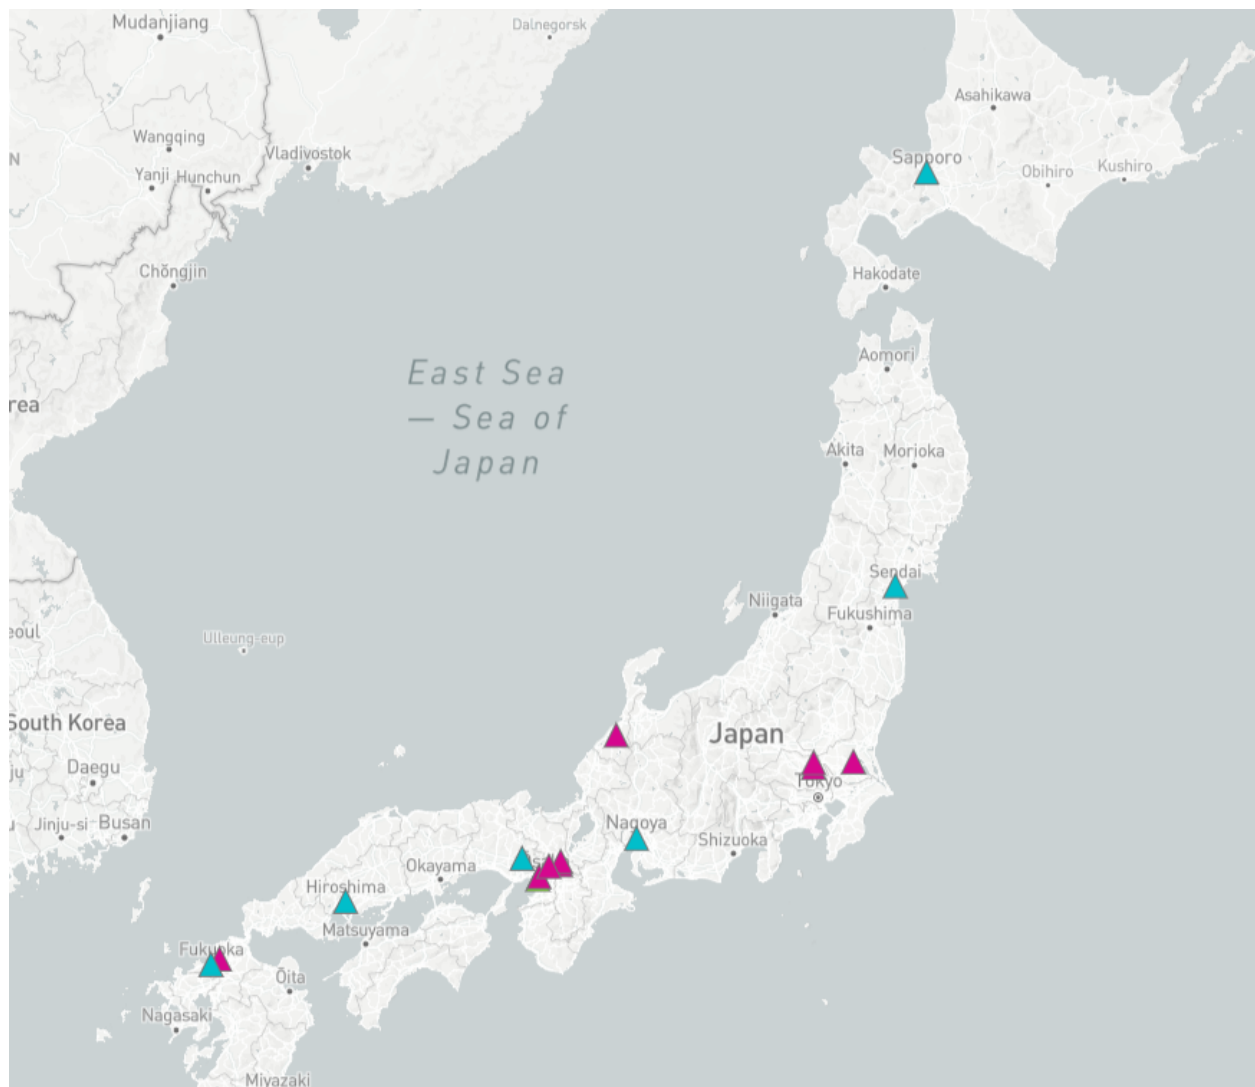 Mudanjiang
Dalnegorsk
Asahikawa
Wangqing
Vladivostok
N
Sapporo
Kushiro
Yanji
Hunchun
Obihiro
Chŏngjin
Hakodate
Aomori
East Sea
— Sea of
Japan
rea
Akita
Morioka
Sendai
Niigata
Fukushima
eoul
Ulleung-eup
South Korea
Japan
Daegu
ju
Tokyo
Jinju-si
Busan
u
Nagoya
Shizuoka
Okayama
Hiroshima
Matsuyama
Ōita
Nagasaki
Miyazaki